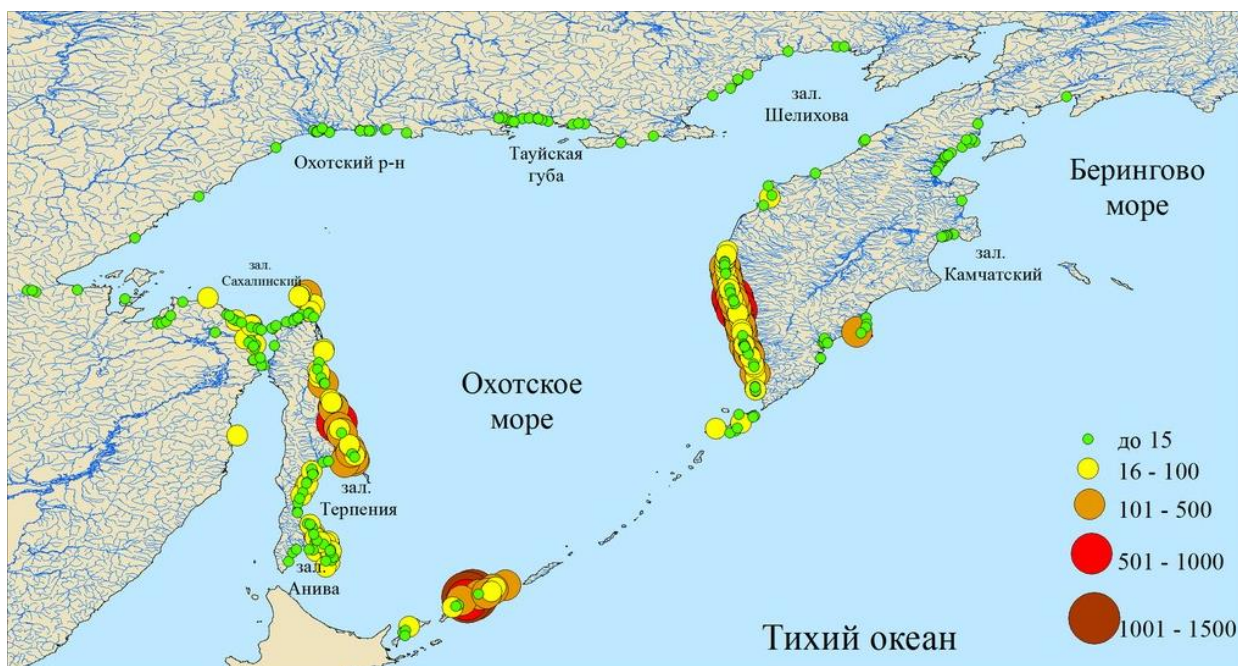 зал.
Шелихова
Охотский р-н
Тауйская
губа
Берингово
море
зал.
Камчатский
зал.
Сахалинский
Охотское
море
зал.
Терпения
зал.
Анива
Тихий океан
до 15
16 - 100
101 - 500
501 - 1000
1001 - 1500